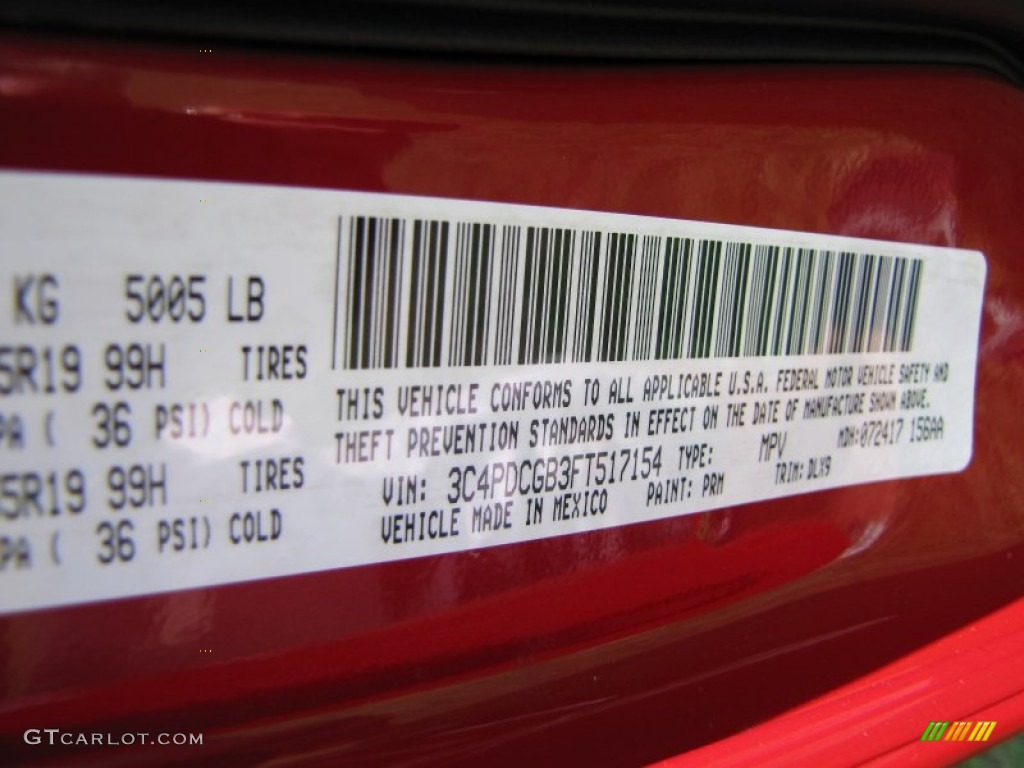 KG 5005 LB
5R19 99H TIRES
PA ( 36 PSI) COLD
5R19 99H TIRES
PA ( 36 PSI) COLD
THIS VEHICLE CONFORMS TO ALL APPLICABLE U.S.A. FEDERAL MOTOR VEHICLE SAFETY AND
THEFT PREVENTION STANDARDS IN EFFECT ON THE DATE OF MANUFACTURE SHOWN ABOVE.
VIN: 3C4PDCGB3FT517154 TYPE: MPV MDH:072417 156AA
VEHICLE MADE IN MEXICO PAINT: PRM TRIM: DLX9
GTCARLOT.COM